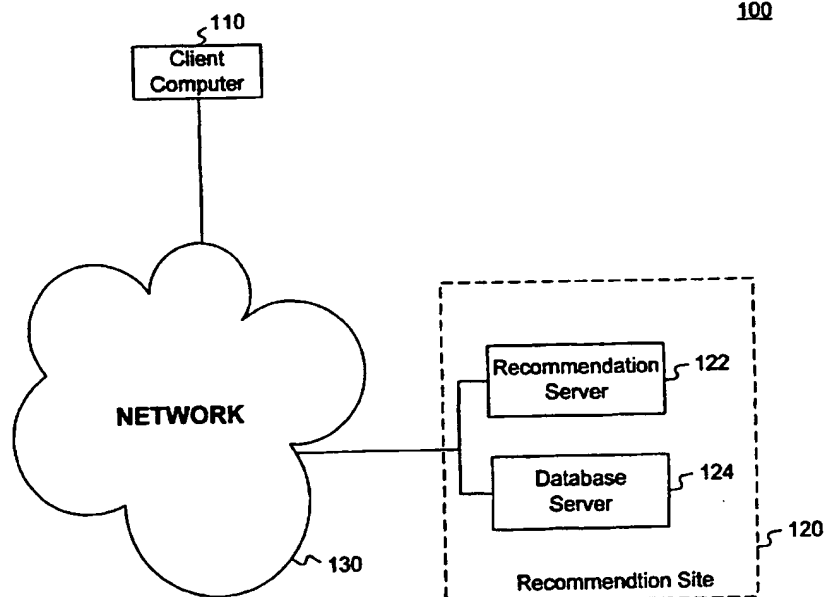 100
110
Client
Computer
NETWORK
130
Recommendation
Server
122
Database
Server
124
120
Recommendtion Site